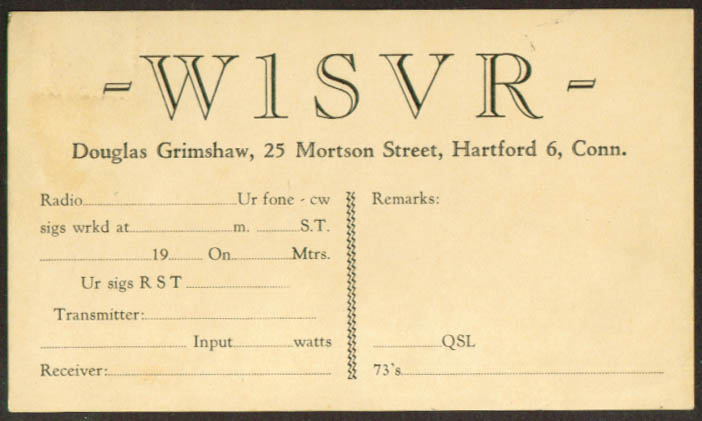 - W1SVR -
Douglas Grimshaw, 25 Mortson Street, Hartford 6, Conn.
Radio Ur fone - cw
sigs wrkd at m. S.T.
19 On Mtrs.
Ur sigs R S T
Transmitter:
Input watts
Receiver:
Remarks:
QSL
73's